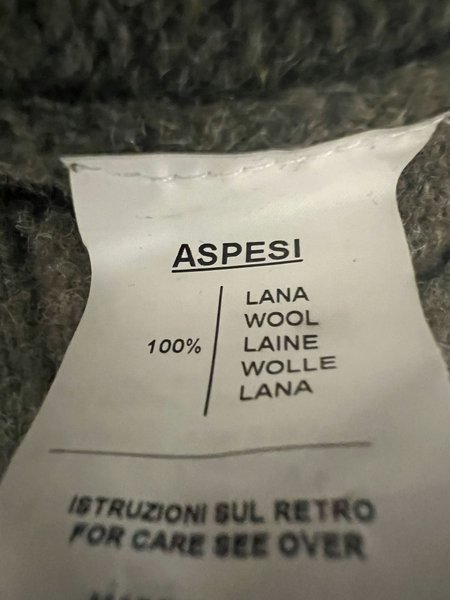 ASPESI
LANA
WOOL
100% LAINE
WOLLE
LANA
ISTRUZIONI SUL RETRO
FOR CARE SEE OVER